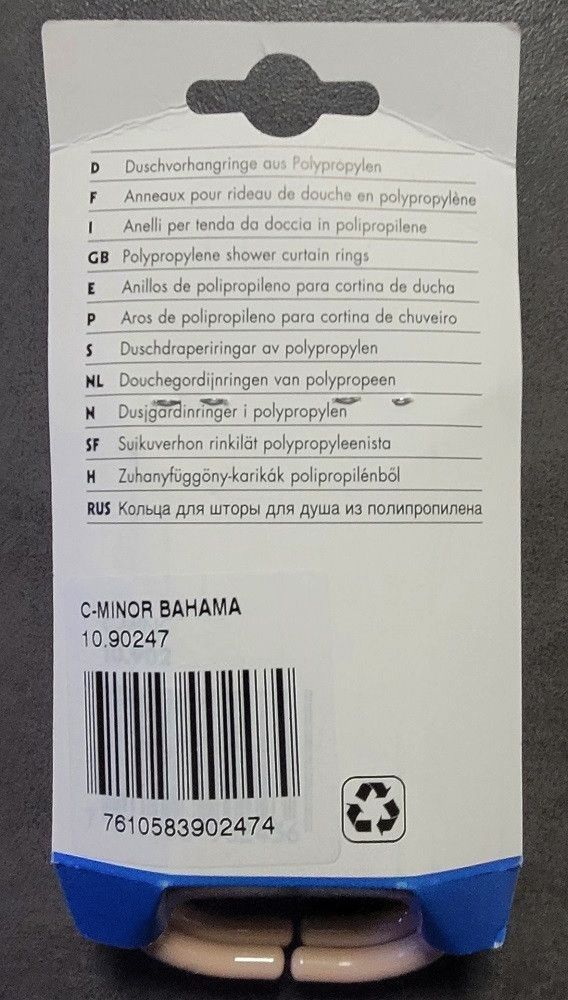 D Duschvorhangringe aus Polypropylen
F Anneaux pour rideau de douche en polypropylène
I Anelli per tenda da doccia in polipropilene
GB Polypropylene shower curtain rings
E Anillos de polipropileno para cortina de ducha
P Aros de polipropileno para cortina de chuveiro
S Duschdraperiringar av polypropylen
NL Douchegordijnringen van polypropeen
N Dusjgardinringer i polypropylen
SF Suikuverhon rinkilät polypropyleenista
H Zuhanyfüggöny-karikák polipropilénből
RUS Кольца для шторы для душа из полипропилена
C-MINOR BAHAMA
10.90247
7610583902474